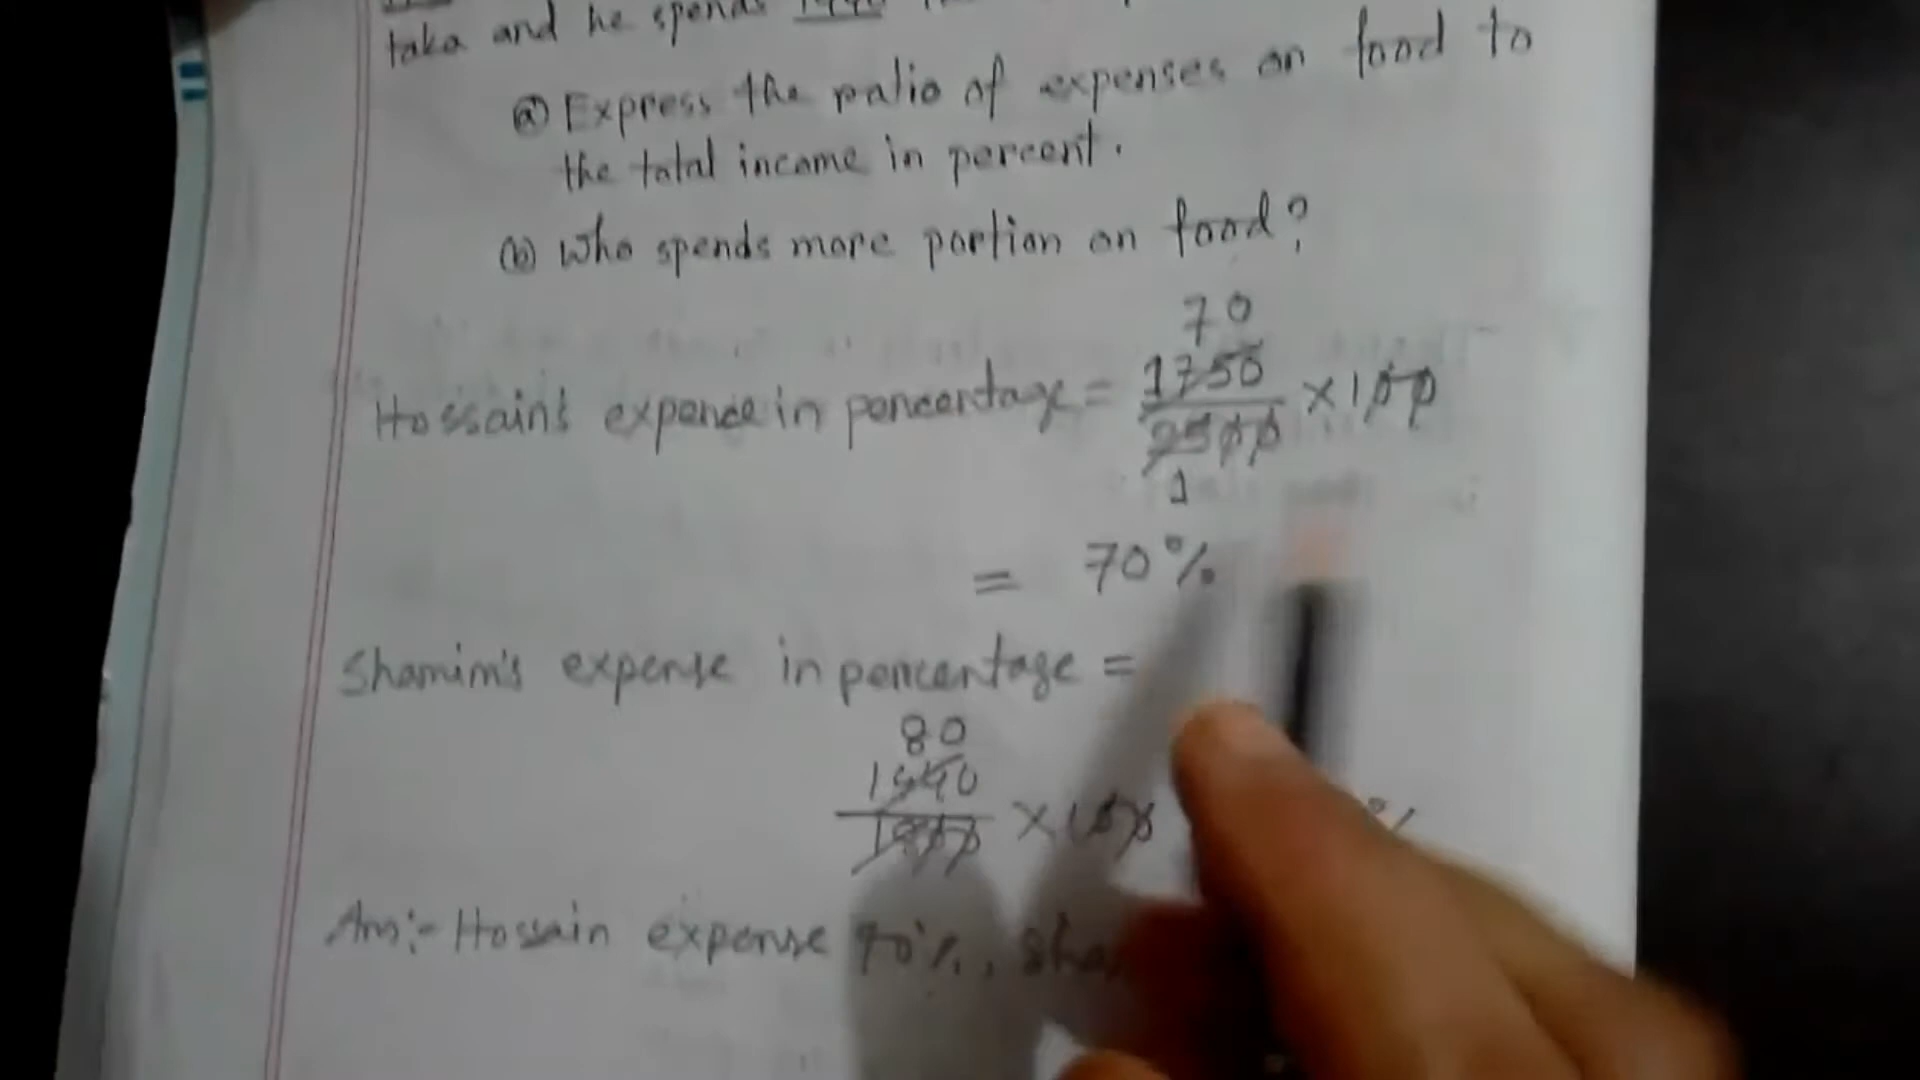 taka and he spends 1440
ⓐ Express the ratio of expenses on food to
the total income in percent.
ⓑ Who spends more portion on food?
70
Hossain's expence in percentage = 1750/2500 × 100
1
= 70%
Shamim's expense in percentage =
80
1440/1800 × 100 %
Ans:- Hossain expense 70%, sha